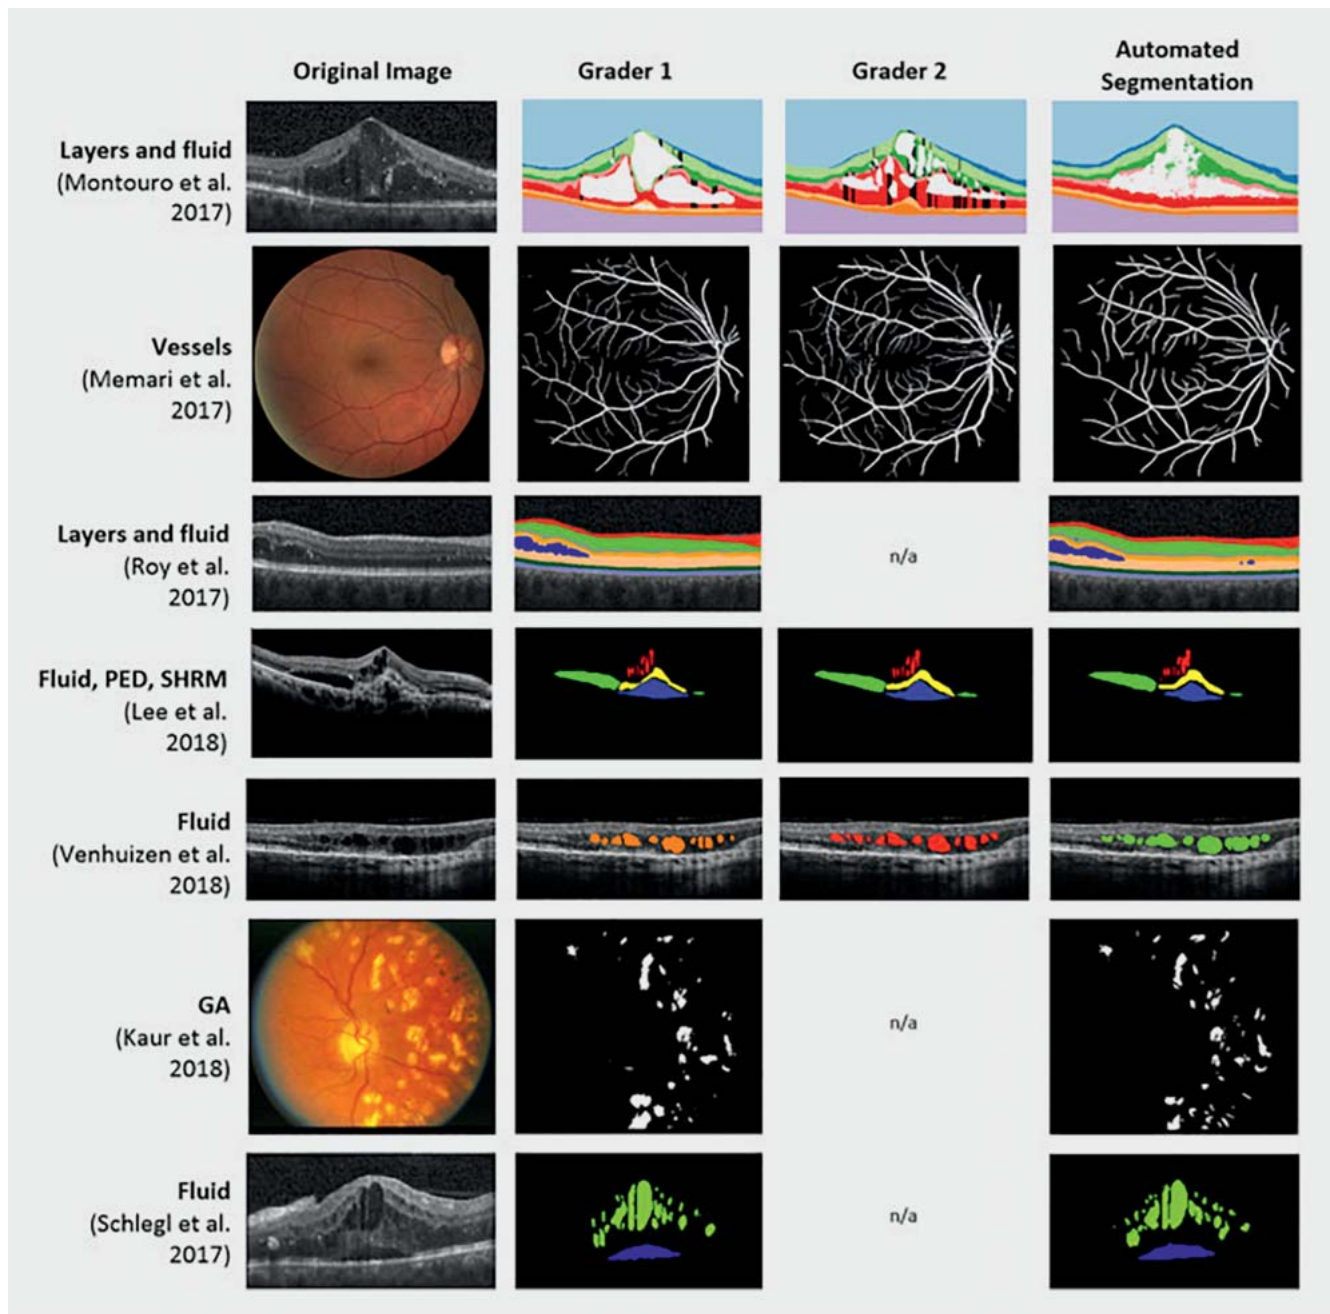 Original Image
Grader 1
Grader 2
Automated
Segmentation
Layers and fluid
(Montouro et al.
2017)
Vessels
(Memari et al.
2017)
Layers and fluid
(Roy et al.
2017)
n/a
Fluid, PED, SHRM
(Lee et al.
2018)
Fluid
(Venhuizen et al.
2018)
GA
(Kaur et al.
2018)
n/a
Fluid
(Schlegl et al.
2017)
n/a